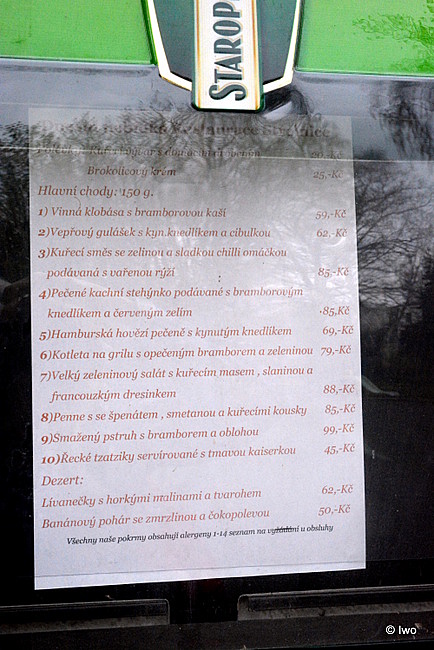 STAROP
Brokolicový krém 25,-Kč
Hlavní chody: 150 g.
1) Vinná klobása s bramborovou kaší 59,-Kč
2)Vepřový gulášek s kyn.knedlíkem a cibulkou 62,-Kč
3)Kuřecí směs se zelinou a sladkou chilli omáčkou
podávaná s vařenou rýží 85,-Kč
4)Pečené kachní stehýnko podávané s bramborovým
knedlíkem a červeným zelím 85,Kč
5)Hamburská hovězí pečeně s kynutým knedlíkem 69,-Kč
6)Kotleta na grilu s opečeným bramborem a zeleninou 79,-Kč
7)Velký zeleninový salát s kuřecím masem , slaninou a
francouzkým dresinkem 88,-Kč
8)Penne s se špenátem , smetanou a kuřecími kousky 85,-Kč
9)Smažený pstruh s bramborem a oblohou 99,-Kč
10)Řecké tzatziky servírované s tmavou kaiserkou 45,-Kč
Dezert:
Lívanečky s horkými malinami a tvarohem 62,-Kč
Banánový pohár se zmrzlinou a čokopolevou 50,-Kč
Všechny naše pokrmy obsahují alergeny 1-14 seznam na vyžádání u obsluhy
© Iwo